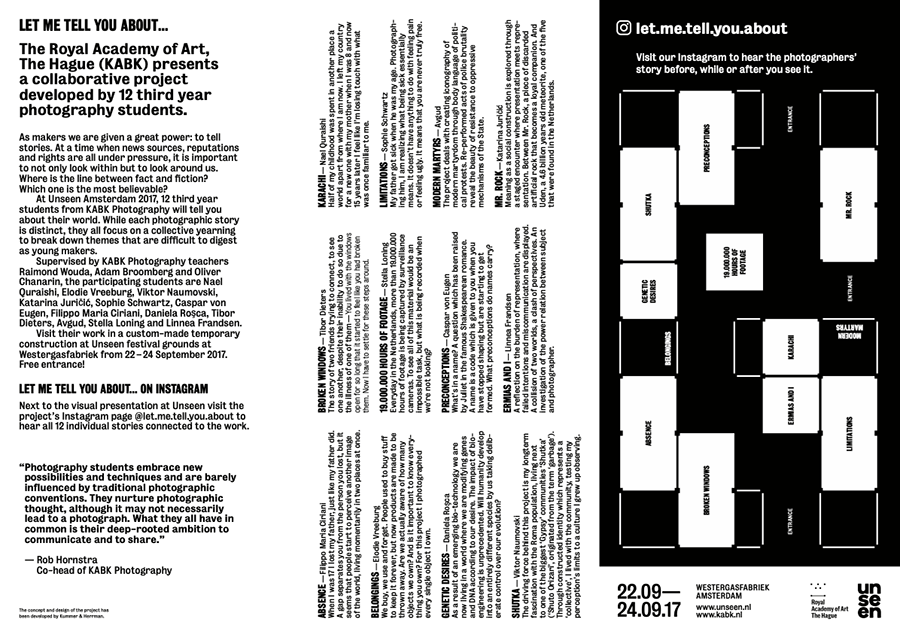 LET ME TELL YOU ABOUT...
The Royal Academy of Art,
The Hague (KABK) presents
a collaborative project
developed by 12 third year
photography students.
As makers we are given a great power: to tell
stories. At a time when news sources, reputations
and rights are all under pressure, it is important
to not only look within but to look around us.
Where is the line between fact and fiction?
Which one is the most believable?
At Unseen Amsterdam 2017, 12 third year
students from KABK Photography will tell you
about their world. While each photographic story
is distinct, they all focus on a collective yearning
to break down themes that are difficult to digest
as young makers.
Supervised by KABK Photography teachers
Raimond Wouda, Adam Broomberg and Oliver
Chanarin, the participating students are Nael
Quraishi, Elodie Vreeburg, Viktor Naumovski,
Katarina Juričić, Sophie Schwartz, Caspar von
Eugen, Filippo Maria Ciriani, Daniela Roșca, Tibor
Dieters, Avgud, Stella Loning and Linnea Frandsen.
Visit their work in a custom-made temporary
construction at Unseen festival grounds at
Westergasfabriek from 22 – 24 September 2017.
Free entrance!
LET ME TELL YOU ABOUT... ON INSTAGRAM
Next to the visual presentation at Unseen visit the
project's Instagram page @let.me.tell.you.about to
hear all 12 individual stories connected to the work.
“Photography students embrace new
possibilities and techniques and are barely
influenced by traditional photographic
conventions. They nurture photographic
thought, although it may not necessarily
lead to a photograph. What they all have in
common is their deep-rooted ambition to
communicate and to share.”
— Rob Hornstra
Co-head of KABK Photography
The concept and design of the project has
been developed by Kummer & Herrman.
ABSENCE — Filippo Maria Ciriani
When I was 17 I lost my father, just like my father did.
A gap separates you from the person you lost, but it
seems that people start to perceive another image
of the world, living momentarily in two places at once.
BELONGINGS — Elodie Vreeburg
We buy, we use and forget. People used to buy stuff
to keep it forever, but now products are made to be
thrown away. Are we actually aware of how many
objects we own? And is it important to know every-
thing you own? For this project I photographed
every single object I own.
GENETIC DESIRES — Daniela Roșca
As a result of an emerging bio-technology we are
now living in a world where we are modifying genes
and DNA according to our desire. The impact of bio-
engineering is unprecedented. Will humanity develop
into an entirely different species by us taking delib-
erate control over our evolution?
SHUTKA — Viktor Naumovski
The driving force behind this project is my longterm
fascination with the Roma population, living next
to one of the biggest ‘Gypsy’ communities ‘Shutka’
(‘Shuto Orizari’, originated from the term ‘garbage’).
Through constructed identity which represents a
‘collective’, I lived with the community, testing my
perception's limits, to a culture I grew up observing.
BROKEN WINDOWS — Tibor Dieters
The story of two friends trying to connect, to see
one another, despite their inability to do so due to
the illness of one of them — You lived with the windows
open for so long that it started to feel like you had broken
them. Now I have to settle for these steps around.
19.000.000 HOURS OF FOOTAGE — Stella Loning
Everyday in the Netherlands, more than 19.000.000
hours of footage is being captured by surveillance
cameras. To see all of this material would be an
impossible task, but what is being recorded when
we're not looking?
PRECONCEPTIONS — Caspar von Eugen
What's in a name? A question which has been raised
by Juliet in the famous Shakespearean romance.
A name is a code which is given to you when you
have stopped shaping but are starting to get
formed. What preconceptions do names carry?
ERMIAS AND I — Linnea Frandsen
A reflection on the burden of representation, where
failed intentions and miscommunication are displayed.
A collision of two worlds, a clash of perspectives. An
investigation of the power relation between subject
and photographer.
KARACHI — Nael Quraishi
Half of my childhood was spent in another place a
world apart from where I am now. I left my country
for a new one with my mother when I was 8 and now
15 years later I feel like I'm losing touch with what
was once familiar to me.
LIMITATIONS — Sophie Schwartz
My father got sick when he was my age. Photograph-
ing him, I am realizing what being sick essentially
means. It doesn't have anything to do with feeling pain
or feeling ugly. It means that you are never truly free.
MODERN MARTYRS — Avgud
The project deals with creating iconography of
modern martyrdom through body language of politi-
cal protests. Re-performed acts of police brutality
reveal the beauty of resistance to oppressive
mechanisms of the State.
MR. ROCK — Katarina Juričić
Meaning as a social construction is explored through
a staged encounter where presentation meets repre-
sentation. Between Mr. Rock, a piece of discarded
artificial rock that becomes a loyal companion. And
Uden, a 4.6 billion years old meteorite, one of the five
that were found in the Netherlands.
let.me.tell.you.about
Visit our Instagram to hear the photographers'
story before, while or after you see it.
PRECONCEPTIONS
ENTRANCE
SHUTKA
MR. ROCK
19.000.000
HOURS OF
FOOTAGE
GENETIC
DESIRES
ENTRANCE
BELONGINGS
KARACHI
MODERN
MARTYRS
ABSENCE
ERMIAS AND I
LIMITATIONS
BROKEN WINDOWS
ENTRANCE
22.09—
24.09.17
WESTERGASFABRIEK
AMSTERDAM
www.unseen.nl
www.kabk.nl
Royal
Academy of Art
The Hague
un
se
en